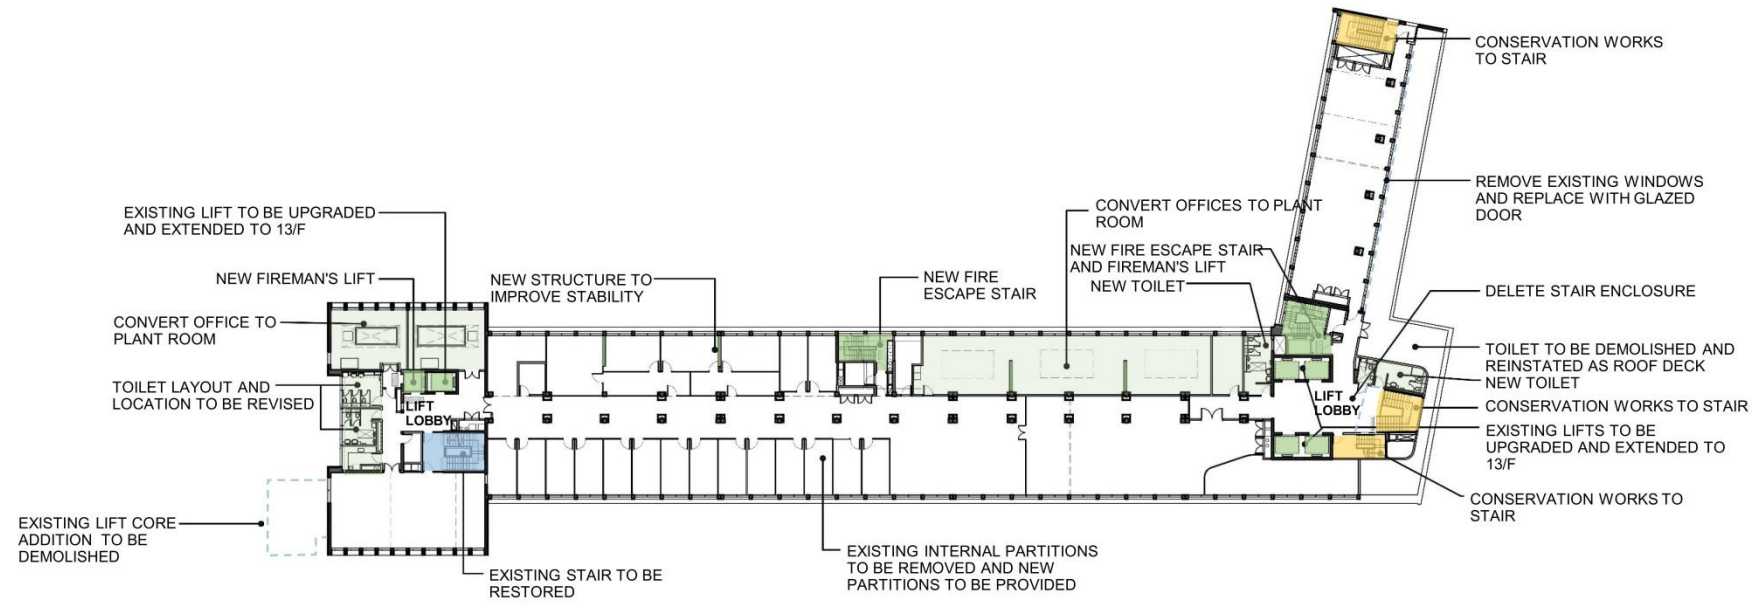 CONSERVATION WORKS
TO STAIR
REMOVE EXISTING WINDOWS
AND REPLACE WITH GLAZED
DOOR
EXISTING LIFT TO BE UPGRADED
AND EXTENDED TO 13/F
CONVERT OFFICES TO PLANT
ROOM
NEW FIRE ESCAPE STAIR
AND FIREMAN'S LIFT
NEW TOILET
NEW FIREMAN'S LIFT
NEW STRUCTURE TO
IMPROVE STABILITY
NEW FIRE
ESCAPE STAIR
DELETE STAIR ENCLOSURE
CONVERT OFFICE TO
PLANT ROOM
TOILET TO BE DEMOLISHED AND
REINSTATED AS ROOF DECK
NEW TOILET
TOILET LAYOUT AND
LOCATION TO BE REVISED
LIFT
LOBBY
LIFT
LOBBY
CONSERVATION WORKS TO STAIR
EXISTING LIFTS TO BE
UPGRADED AND EXTENDED TO
13/F
CONSERVATION WORKS TO
STAIR
EXISTING LIFT CORE
ADDITION TO BE
DEMOLISHED
EXISTING STAIR TO BE
RESTORED
EXISTING INTERNAL PARTITIONS
TO BE REMOVED AND NEW
PARTITIONS TO BE PROVIDED